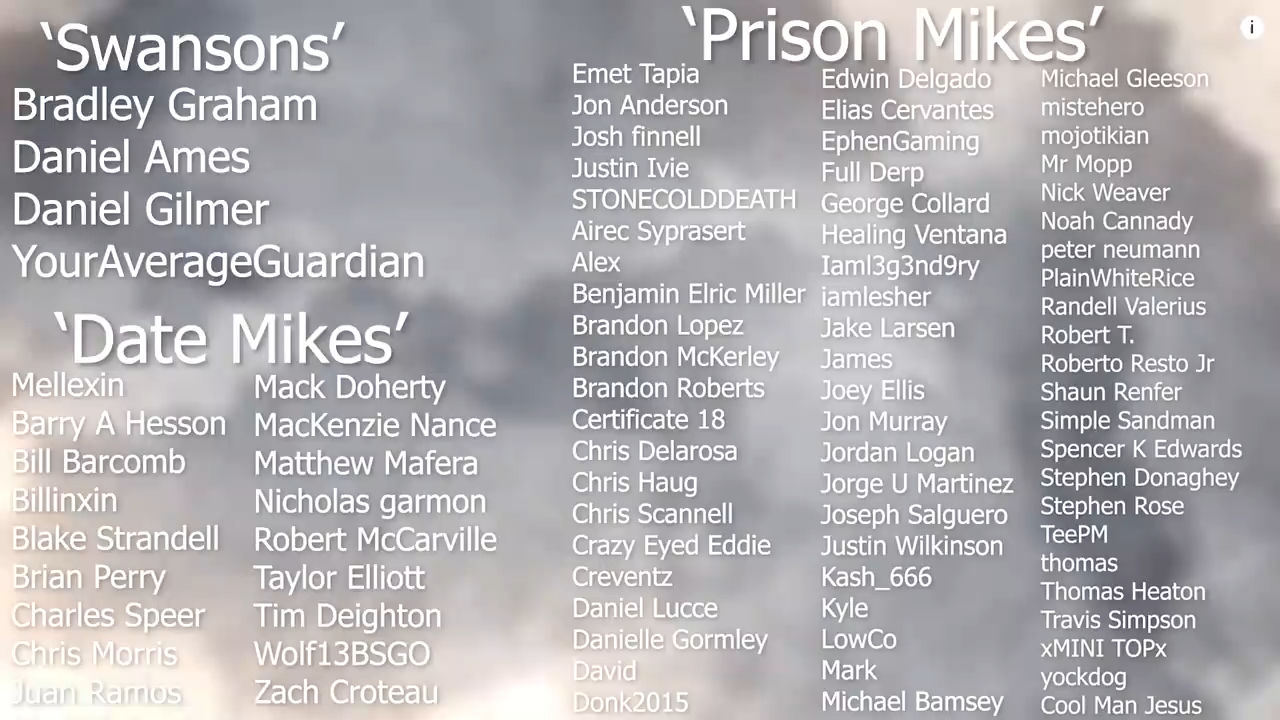 ‘Swansons’
Bradley Graham
Daniel Ames
Daniel Gilmer
YourAverageGuardian
‘Date Mikes’
Mellexin
Barry A Hesson
Bill Barcomb
Billinxin
Blake Strandell
Brian Perry
Charles Speer
Chris Morris
Juan Ramos
Mack Doherty
MacKenzie Nance
Matthew Mafera
Nicholas garmon
Robert McCarville
Taylor Elliott
Tim Deighton
Wolf13BSGO
Zach Croteau
‘Prison Mikes’
Emet Tapia
Jon Anderson
Josh finnell
Justin Ivie
STONECOLDDEATH
Airec Syprasert
Alex
Benjamin Elric Miller
Brandon Lopez
Brandon McKerley
Brandon Roberts
Certificate 18
Chris Delarosa
Chris Haug
Chris Scannell
Crazy Eyed Eddie
Creventz
Daniel Lucce
Danielle Gormley
David
Donk2015
Edwin Delgado
Elias Cervantes
EphenGaming
Full Derp
George Collard
Healing Ventana
Iaml3g3nd9ry
iamlesher
Jake Larsen
James
Joey Ellis
Jon Murray
Jordan Logan
Jorge U Martinez
Joseph Salguero
Justin Wilkinson
Kash_666
Kyle
LowCo
Mark
Michael Bamsey
Michael Gleeson
mistehero
mojotikian
Mr Mopp
Nick Weaver
Noah Cannady
peter neumann
PlainWhiteRice
Randell Valerius
Robert T.
Roberto Resto Jr
Shaun Renfer
Simple Sandman
Spencer K Edwards
Stephen Donaghey
Stephen Rose
TeePM
thomas
Thomas Heaton
Travis Simpson
xMINI TOPx
yockdog
Cool Man Jesus
i